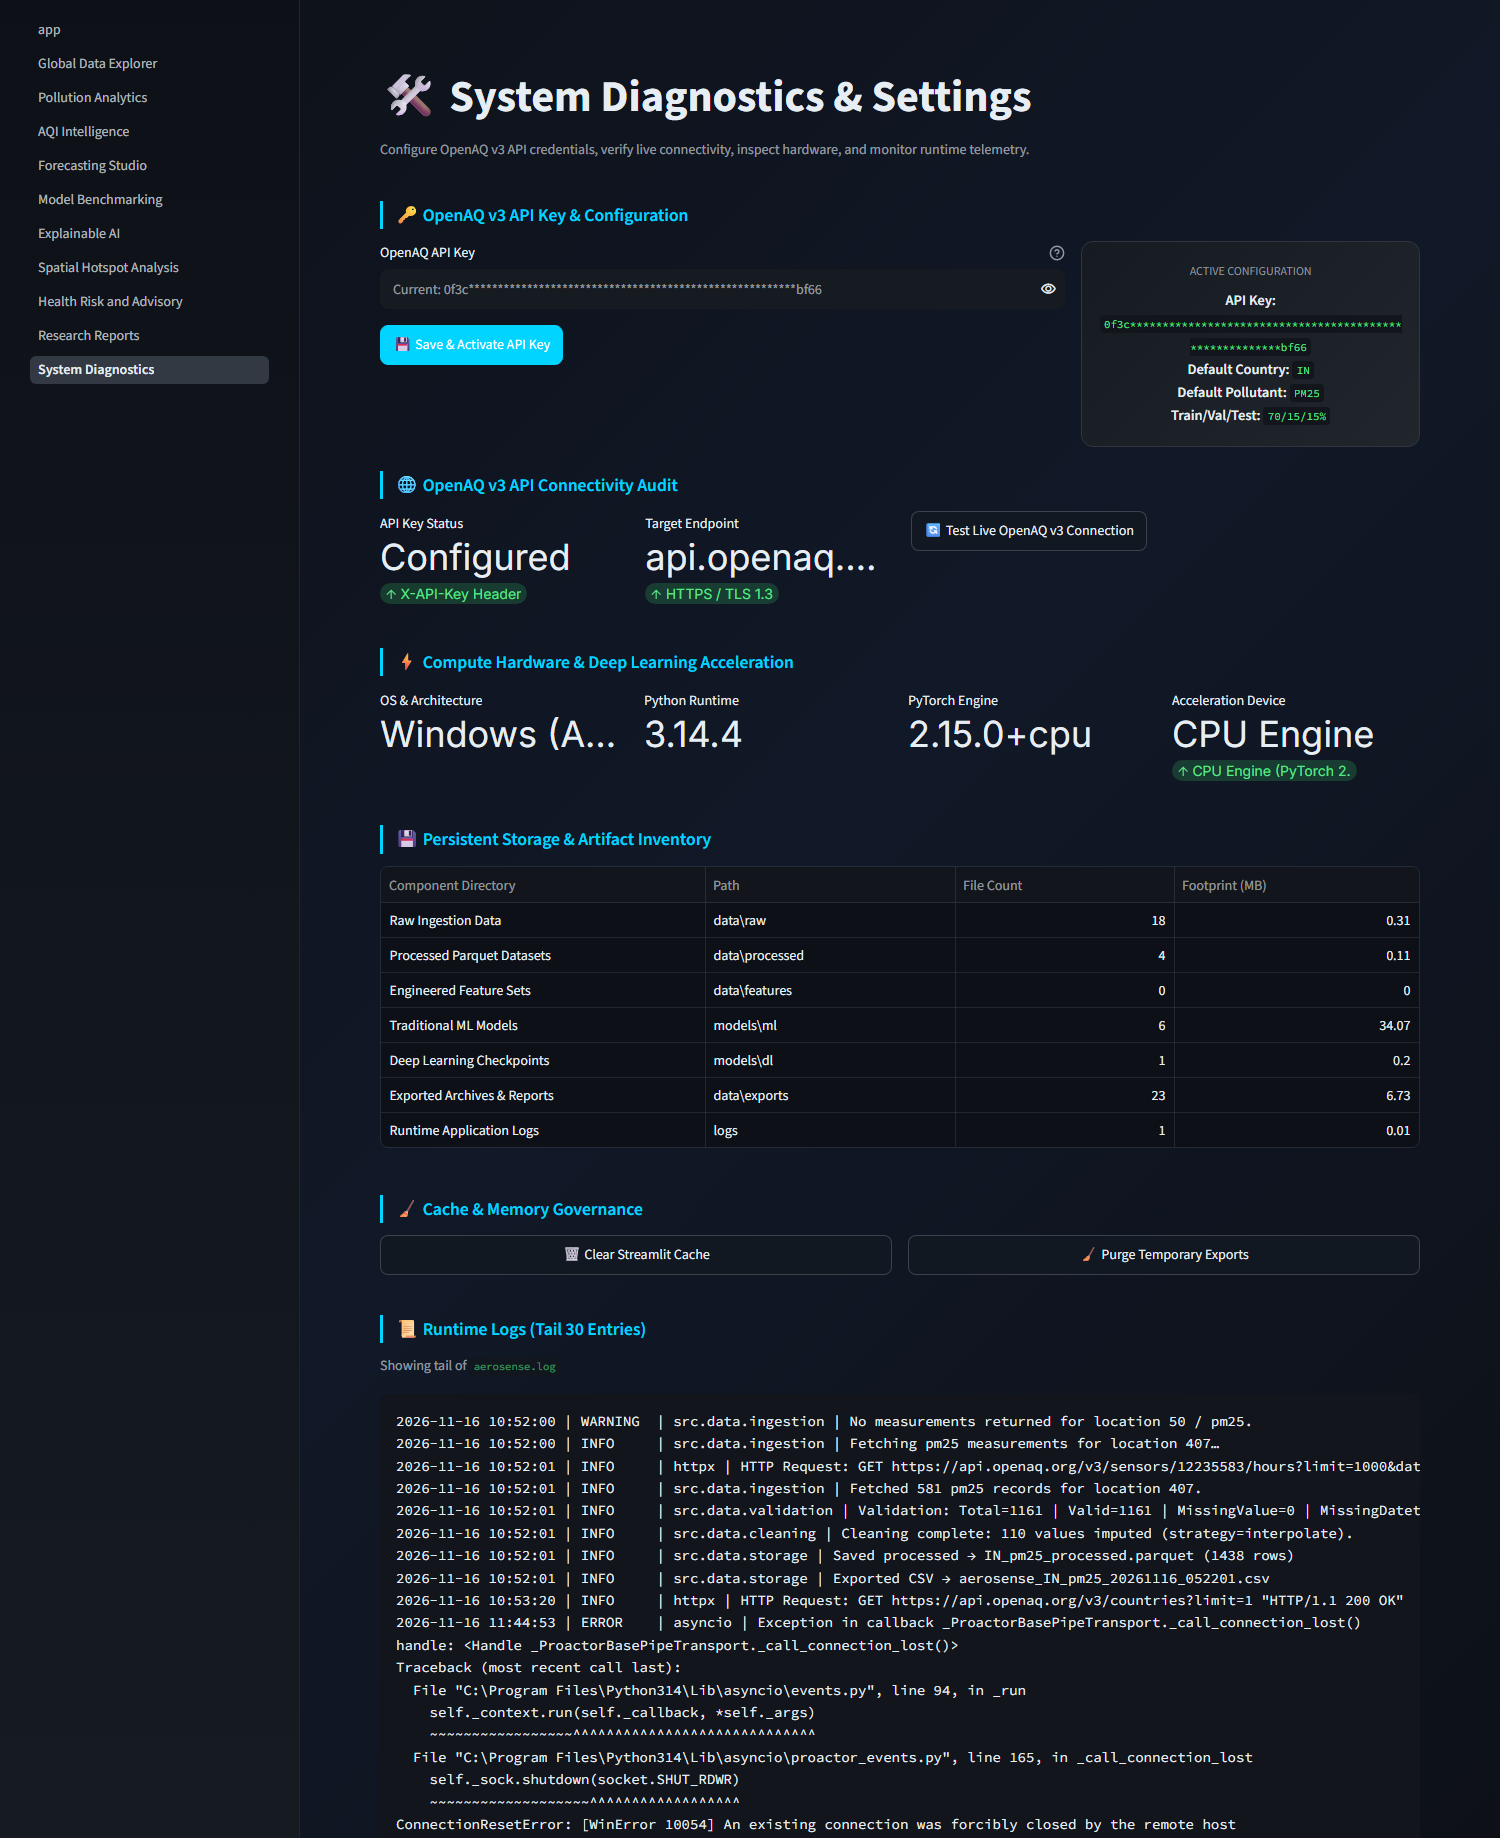 app
Global Data Explorer
Pollution Analytics
AQI Intelligence
Forecasting Studio
Model Benchmarking
Explainable AI
Spatial Hotspot Analysis
Health Risk and Advisory
Research Reports
System Diagnostics
System Diagnostics & Settings
Configure OpenAQ v3 API credentials, verify live connectivity, inspect hardware, and monitor runtime telemetry.
OpenAQ v3 API Key & Configuration
OpenAQ API Key
Current: 0f3c********************************************************bf66
Save & Activate API Key
ACTIVE CONFIGURATION
API Key:
0f3c******************************************
**************bf66
Default Country: IN
Default Pollutant: PM25
Train/Val/Test: 70/15/15%
OpenAQ v3 API Connectivity Audit
API Key Status
Configured
↑ X-API-Key Header
Target Endpoint
api.openaq....
↑ HTTPS / TLS 1.3
Test Live OpenAQ v3 Connection
Compute Hardware & Deep Learning Acceleration
OS & Architecture
Windows (A...
Python Runtime
3.14.4
PyTorch Engine
2.15.0+cpu
Acceleration Device
CPU Engine
↑ CPU Engine (PyTorch 2.
Persistent Storage & Artifact Inventory
Component Directory Path File Count Footprint (MB)
Raw Ingestion Data data\raw 18 0.31
Processed Parquet Datasets data\processed 4 0.11
Engineered Feature Sets data\features 0 0
Traditional ML Models models\ml 6 34.07
Deep Learning Checkpoints models\dl 1 0.2
Exported Archives & Reports data\exports 23 6.73
Runtime Application Logs logs 1 0.01
Cache & Memory Governance
Clear Streamlit Cache
Purge Temporary Exports
Runtime Logs (Tail 30 Entries)
Showing tail of aerosense.log
2026-11-16 10:52:00 | WARNING  | src.data.ingestion | No measurements returned for location 50 / pm25.
2026-11-16 10:52:00 | INFO     | src.data.ingestion | Fetching pm25 measurements for location 407…
2026-11-16 10:52:01 | INFO     | httpx | HTTP Request: GET https://api.openaq.org/v3/sensors/12235583/hours?limit=1000&dat
2026-11-16 10:52:01 | INFO     | src.data.ingestion | Fetched 581 pm25 records for location 407.
2026-11-16 10:52:01 | INFO     | src.data.validation | Validation: Total=1161 | Valid=1161 | MissingValue=0 | MissingDatet
2026-11-16 10:52:01 | INFO     | src.data.cleaning | Cleaning complete: 110 values imputed (strategy=interpolate).
2026-11-16 10:52:01 | INFO     | src.data.storage | Saved processed → IN_pm25_processed.parquet (1438 rows)
2026-11-16 10:52:01 | INFO     | src.data.storage | Exported CSV → aerosense_IN_pm25_20261116_052201.csv
2026-11-16 10:53:20 | INFO     | httpx | HTTP Request: GET https://api.openaq.org/v3/countries?limit=1 "HTTP/1.1 200 OK"
2026-11-16 11:44:53 | ERROR    | asyncio | Exception in callback _ProactorBasePipeTransport._call_connection_lost()
handle: <Handle _ProactorBasePipeTransport._call_connection_lost()>
Traceback (most recent call last):
  File "C:\Program Files\Python314\Lib\asyncio\events.py", line 94, in _run
    self._context.run(self._callback, *self._args)
    ~~~~~~~~~~~~~~~~~^^^^^^^^^^^^^^^^^^^^^^^^^^^^^
  File "C:\Program Files\Python314\Lib\asyncio\proactor_events.py", line 165, in _call_connection_lost
    self._sock.shutdown(socket.SHUT_RDWR)
    ~~~~~~~~~~~~~~~~~~~^^^^^^^^^^^^^^^^^^
ConnectionResetError: [WinError 10054] An existing connection was forcibly closed by the remote host